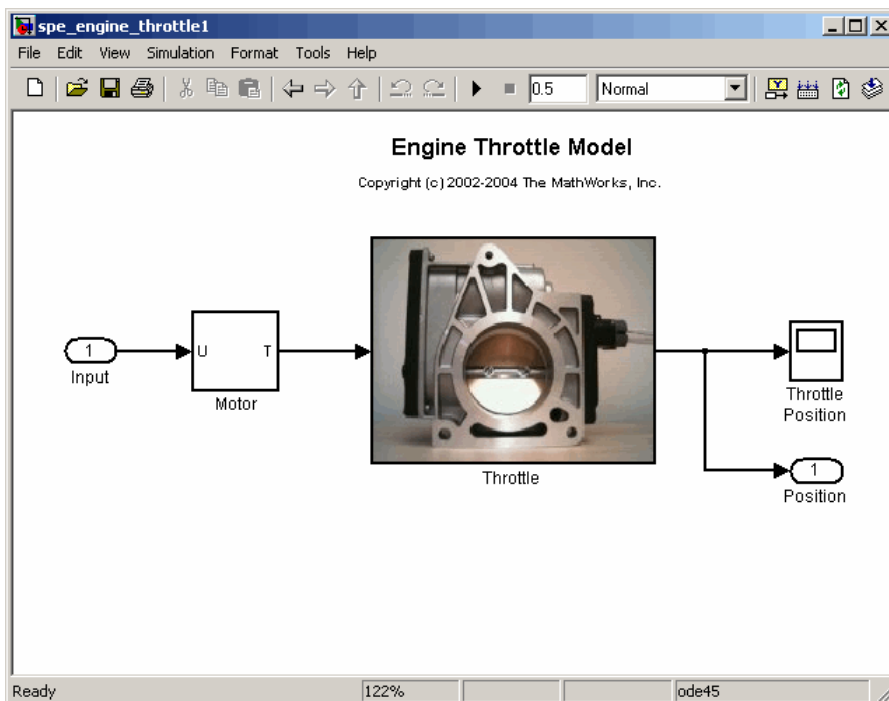 spe_engine_throttle1
File Edit View Simulation Format Tools Help
0.5 Normal
Engine Throttle Model
Copyright (c) 2002-2004 The MathWorks, Inc.
1
Input
U T
Motor
Throttle
Throttle
Position
1
Position
Ready 122% ode45